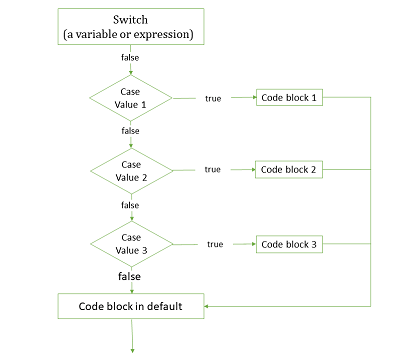 Switch
(a variable or expression)
false
Case
Value 1
true
Code block 1
false
Case
Value 2
true
Code block 2
false
Case
Value 3
true
Code block 3
false
Code block in default